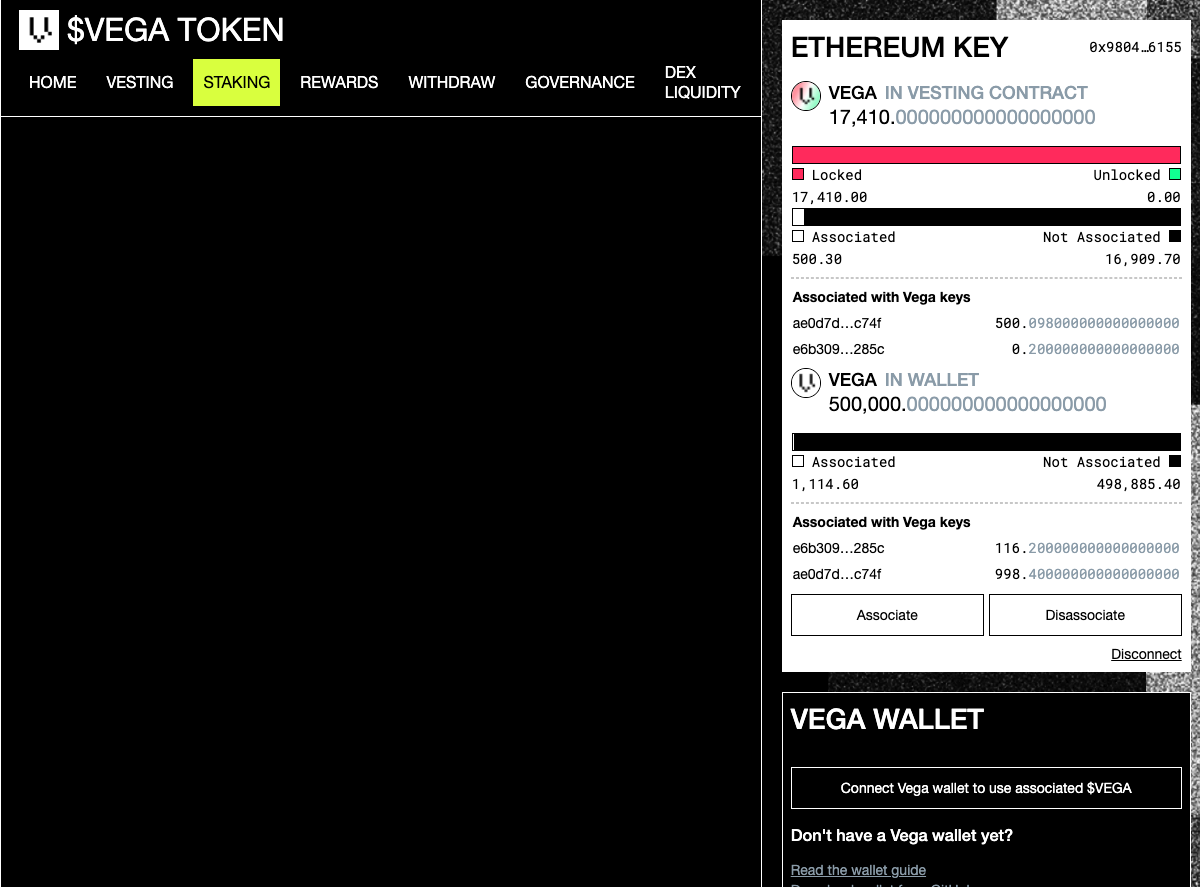 $VEGA TOKEN
HOME VESTING STAKING REWARDS WITHDRAW GOVERNANCE DEX LIQUIDITY
ETHEREUM KEY 0x9804…6155
VEGA IN VESTING CONTRACT
17,410.000000000000000000
Locked Unlocked
17,410.00 0.00
Associated Not Associated
500.30 16,909.70
Associated with Vega keys
ae0d7d…c74f 500.098000000000000000
e6b309…285c 0.200000000000000000
VEGA IN WALLET
500,000.000000000000000000
Associated Not Associated
1,114.60 498,885.40
Associated with Vega keys
e6b309…285c 116.200000000000000000
ae0d7d…c74f 998.400000000000000000
Associate Disassociate
Disconnect
VEGA WALLET
Connect Vega wallet to use associated $VEGA
Don't have a Vega wallet yet?
Read the wallet guide